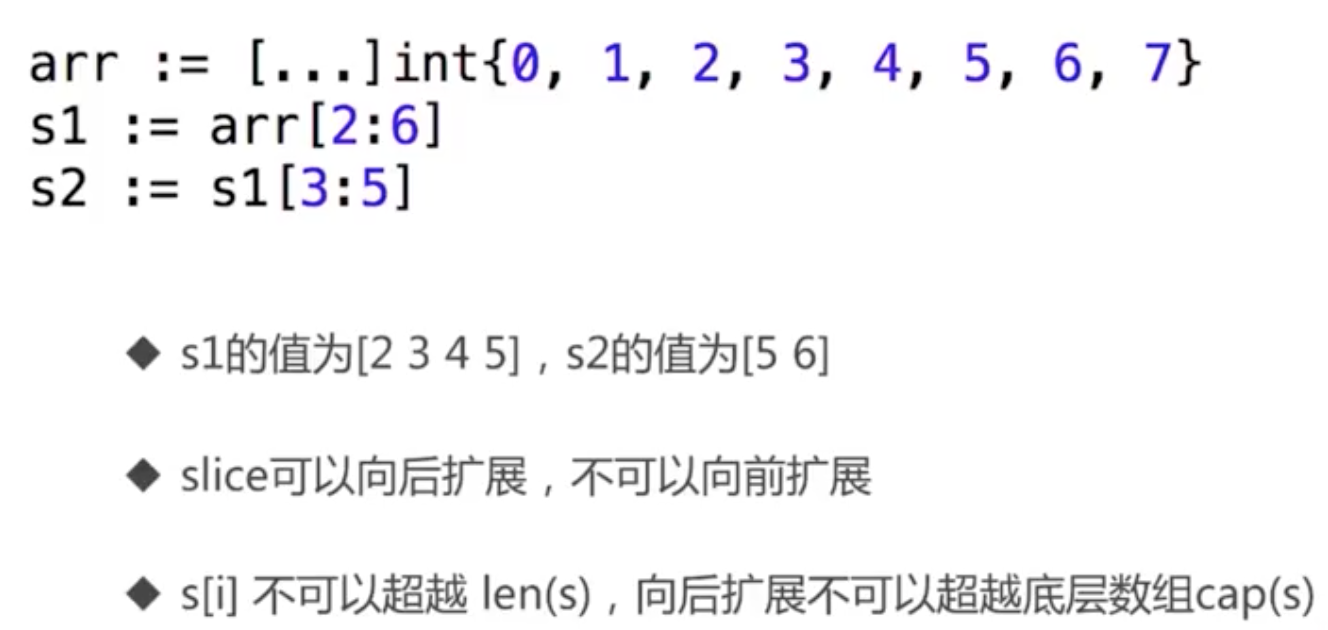 arr := [...]int{0, 1, 2, 3, 4, 5, 6, 7}
s1 := arr[2:6]
s2 := s1[3:5]
◆ s1的值为[2 3 4 5]，s2的值为[5 6]
◆ slice可以向后扩展，不可以向前扩展
◆ s[i] 不可以超越 len(s)，向后扩展不可以超越底层数组cap(s)